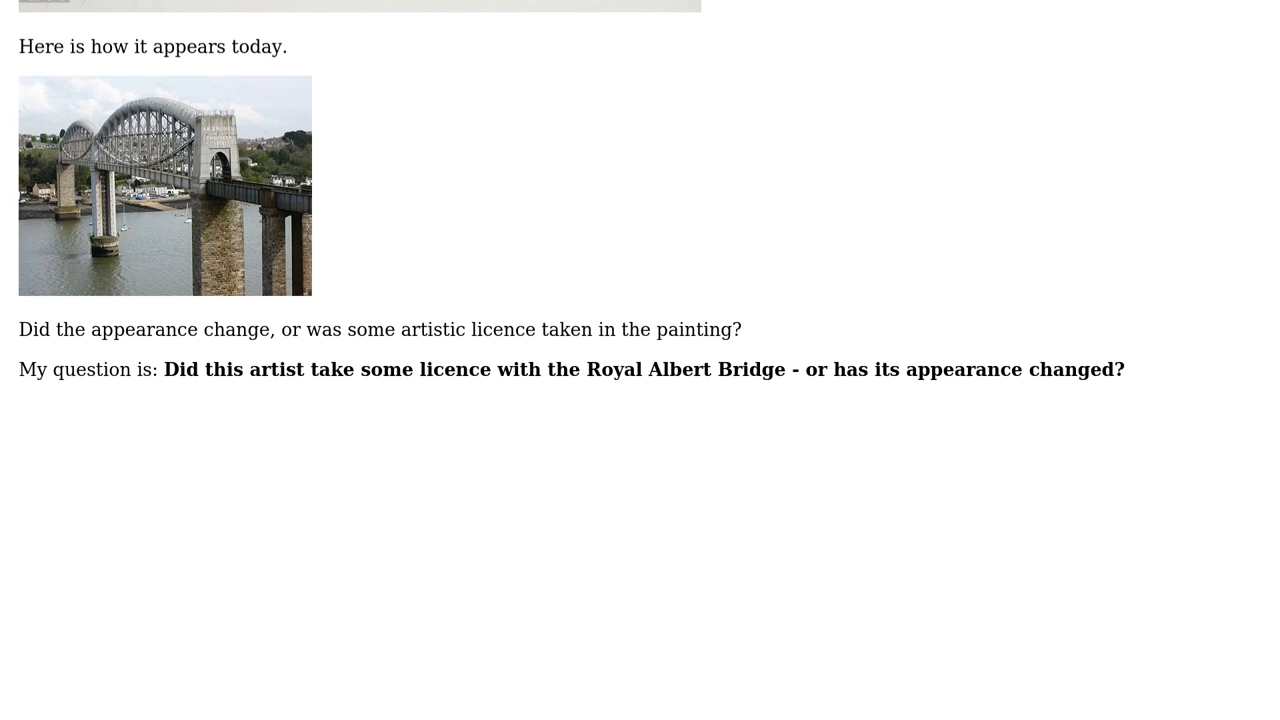 Here is how it appears today.
I.K. BRUNEL
ENGINEER
Did the appearance change, or was some artistic licence taken in the painting?
My question is: Did this artist take some licence with the Royal Albert Bridge - or has its appearance changed?